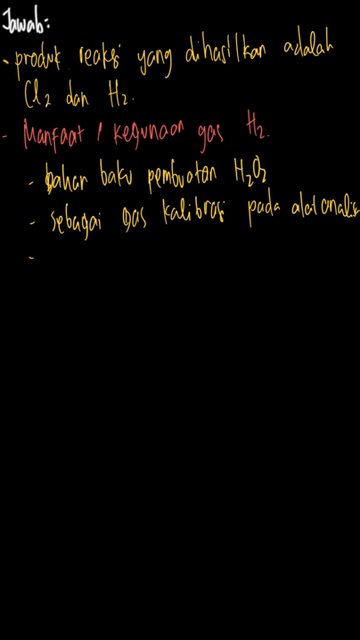 Jawab:
• produk reaksi yang dihasilkan adalah
Cl₂ dan H₂.
- Manfaat / kegunaan gas H₂.
- bahan baku pembuatan H₂O₂
- sebagai gas kalibrasi pada alat analis
-